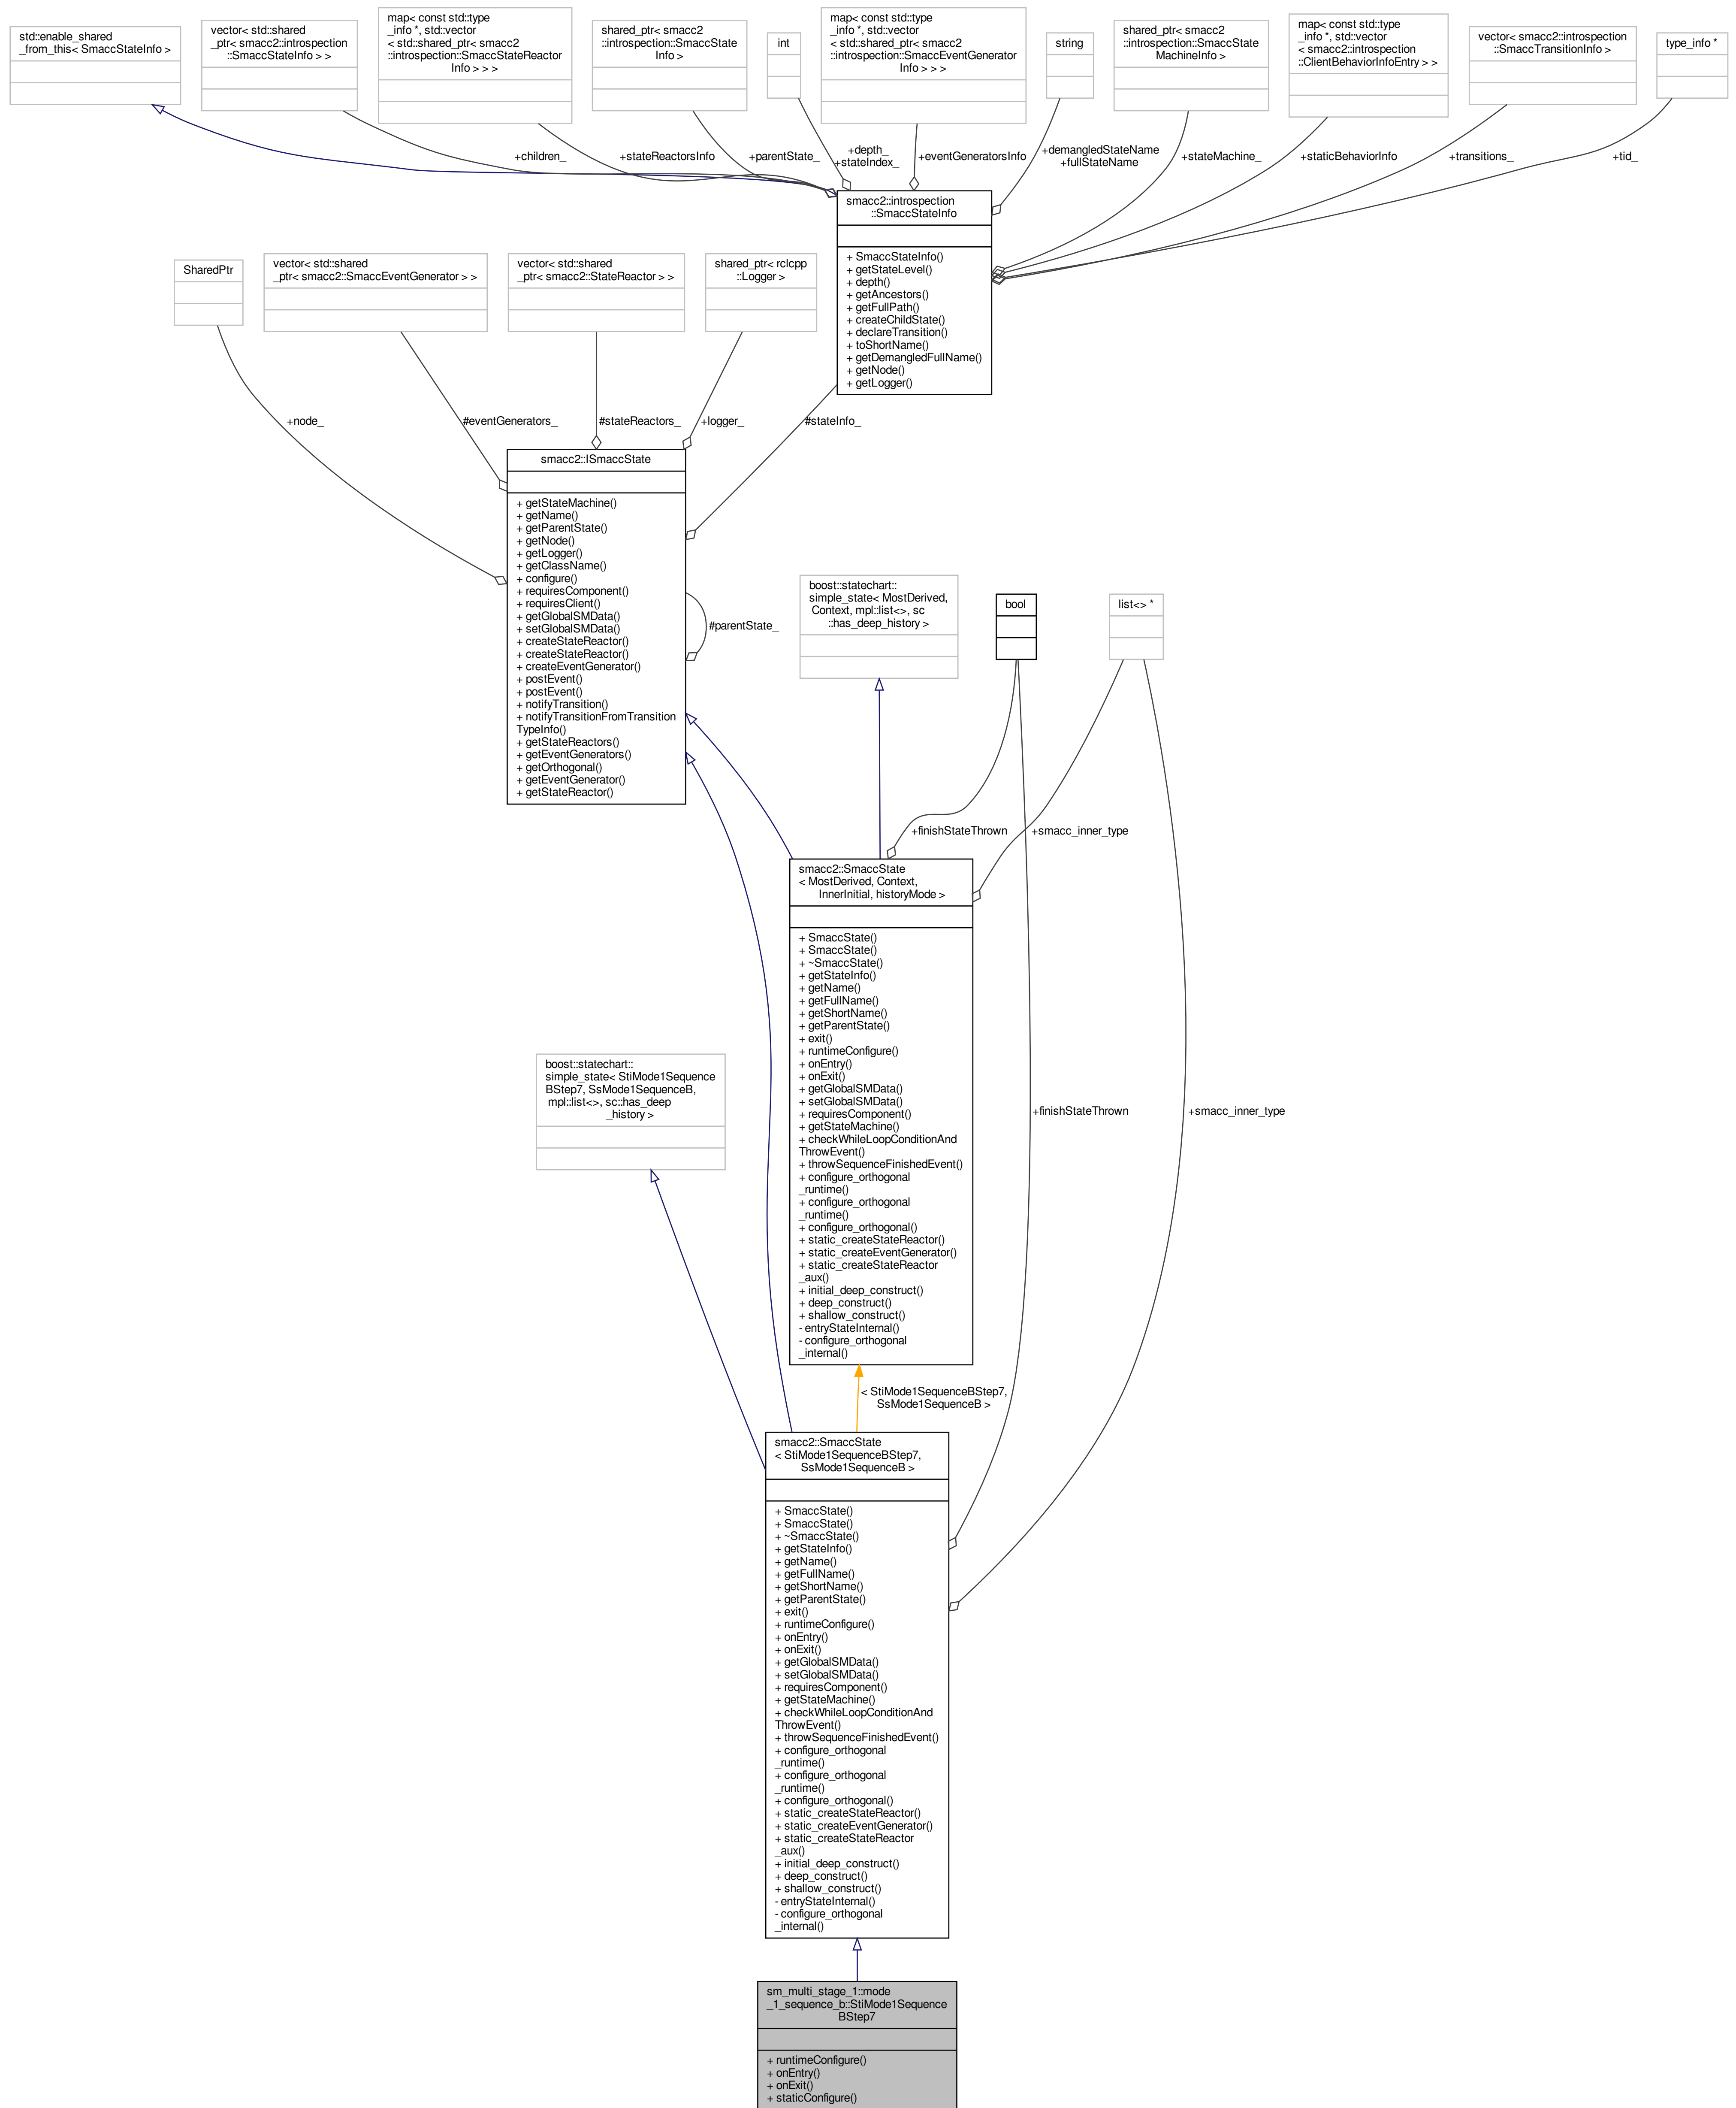 std::enable_shared
_from_this< SmaccStateInfo >
vector< std::shared
_ptr< smacc2::introspection
::SmaccStateInfo > >
map< const std::type
_info *, std::vector
< std::shared_ptr< smacc2
::introspection::SmaccStateReactor
Info > > >
shared_ptr< smacc2
::introspection::SmaccState
Info >
int
map< const std::type
_info *, std::vector
< std::shared_ptr< smacc2
::introspection::SmaccEventGenerator
Info > > >
string
shared_ptr< smacc2
::introspection::SmaccState
MachineInfo >
map< const std::type
_info *, std::vector
< smacc2::introspection
::ClientBehaviorInfoEntry > >
vector< smacc2::introspection
::SmaccTransitionInfo >
type_info *
+children_
+stateReactorsInfo
+parentState_
+depth_
+stateIndex_
+eventGeneratorsInfo
+demangledStateName
+fullStateName
+stateMachine_
+staticBehaviorInfo
+transitions_
+tid_
smacc2::introspection
::SmaccStateInfo
+ SmaccStateInfo()
+ getStateLevel()
+ depth()
+ getAncestors()
+ getFullPath()
+ createChildState()
+ declareTransition()
+ toShortName()
+ getDemangledFullName()
+ getNode()
+ getLogger()
SharedPtr
vector< std::shared
_ptr< smacc2::SmaccEventGenerator > >
vector< std::shared
_ptr< smacc2::StateReactor > >
shared_ptr< rclcpp
::Logger >
+node_
#eventGenerators_
#stateReactors_
+logger_
#stateInfo_
smacc2::ISmaccState
+ getStateMachine()
+ getName()
+ getParentState()
+ getNode()
+ getLogger()
+ getClassName()
+ configure()
+ requiresComponent()
+ requiresClient()
+ getGlobalSMData()
+ setGlobalSMData()
+ createStateReactor()
+ createStateReactor()
+ createEventGenerator()
+ postEvent()
+ postEvent()
+ notifyTransition()
+ notifyTransitionFromTransition
TypeInfo()
+ getStateReactors()
+ getEventGenerators()
+ getOrthogonal()
+ getEventGenerator()
+ getStateReactor()
#parentState_
boost::statechart::
simple_state< MostDerived,
Context, mpl::list<>, sc
::has_deep_history >
bool
list<> *
+finishStateThrown
+smacc_inner_type
smacc2::SmaccState
< MostDerived, Context,
InnerInitial, historyMode >
+ SmaccState()
+ SmaccState()
+ ~SmaccState()
+ getStateInfo()
+ getName()
+ getFullName()
+ getShortName()
+ getParentState()
+ exit()
+ runtimeConfigure()
+ onEntry()
+ onExit()
+ getGlobalSMData()
+ setGlobalSMData()
+ requiresComponent()
+ getStateMachine()
+ checkWhileLoopConditionAnd
ThrowEvent()
+ throwSequenceFinishedEvent()
+ configure_orthogonal
_runtime()
+ configure_orthogonal
_runtime()
+ configure_orthogonal()
+ static_createStateReactor()
+ static_createEventGenerator()
+ static_createStateReactor
_aux()
+ initial_deep_construct()
+ deep_construct()
+ shallow_construct()
- entryStateInternal()
- configure_orthogonal
_internal()
boost::statechart::
simple_state< StiMode1Sequence
BStep7, SsMode1SequenceB,
mpl::list<>, sc::has_deep
_history >
+finishStateThrown
+smacc_inner_type
< StiMode1SequenceBStep7,
SsMode1SequenceB >
smacc2::SmaccState
< StiMode1SequenceBStep7,
SsMode1SequenceB >
+ SmaccState()
+ SmaccState()
+ ~SmaccState()
+ getStateInfo()
+ getName()
+ getFullName()
+ getShortName()
+ getParentState()
+ exit()
+ runtimeConfigure()
+ onEntry()
+ onExit()
+ getGlobalSMData()
+ setGlobalSMData()
+ requiresComponent()
+ getStateMachine()
+ checkWhileLoopConditionAnd
ThrowEvent()
+ throwSequenceFinishedEvent()
+ configure_orthogonal
_runtime()
+ configure_orthogonal
_runtime()
+ configure_orthogonal()
+ static_createStateReactor()
+ static_createEventGenerator()
+ static_createStateReactor
_aux()
+ initial_deep_construct()
+ deep_construct()
+ shallow_construct()
- entryStateInternal()
- configure_orthogonal
_internal()
sm_multi_stage_1::mode
_1_sequence_b::StiMode1Sequence
BStep7
+ runtimeConfigure()
+ onEntry()
+ onExit()
+ staticConfigure()